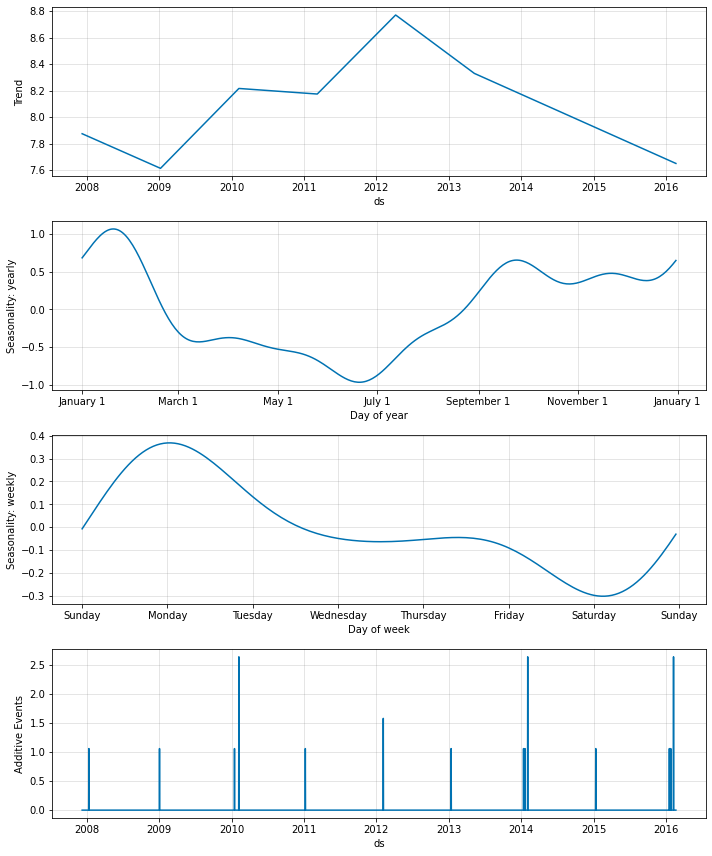 8.8
8.6
8.4
8.2
8.0
7.8
7.6
Trend
2008 2009 2010 2011 2012 2013 2014 2015 2016
ds
1.0
0.5
0.0
−0.5
−1.0
Seasonality: yearly
January 1 March 1 May 1 July 1 September 1 November 1 January 1
Day of year
0.4
0.3
0.2
0.1
0.0
−0.1
−0.2
−0.3
Seasonality: weekly
Sunday Monday Tuesday Wednesday Thursday Friday Saturday Sunday
Day of week
2.5
2.0
1.5
1.0
0.5
0.0
Additive Events
2008 2009 2010 2011 2012 2013 2014 2015 2016
ds